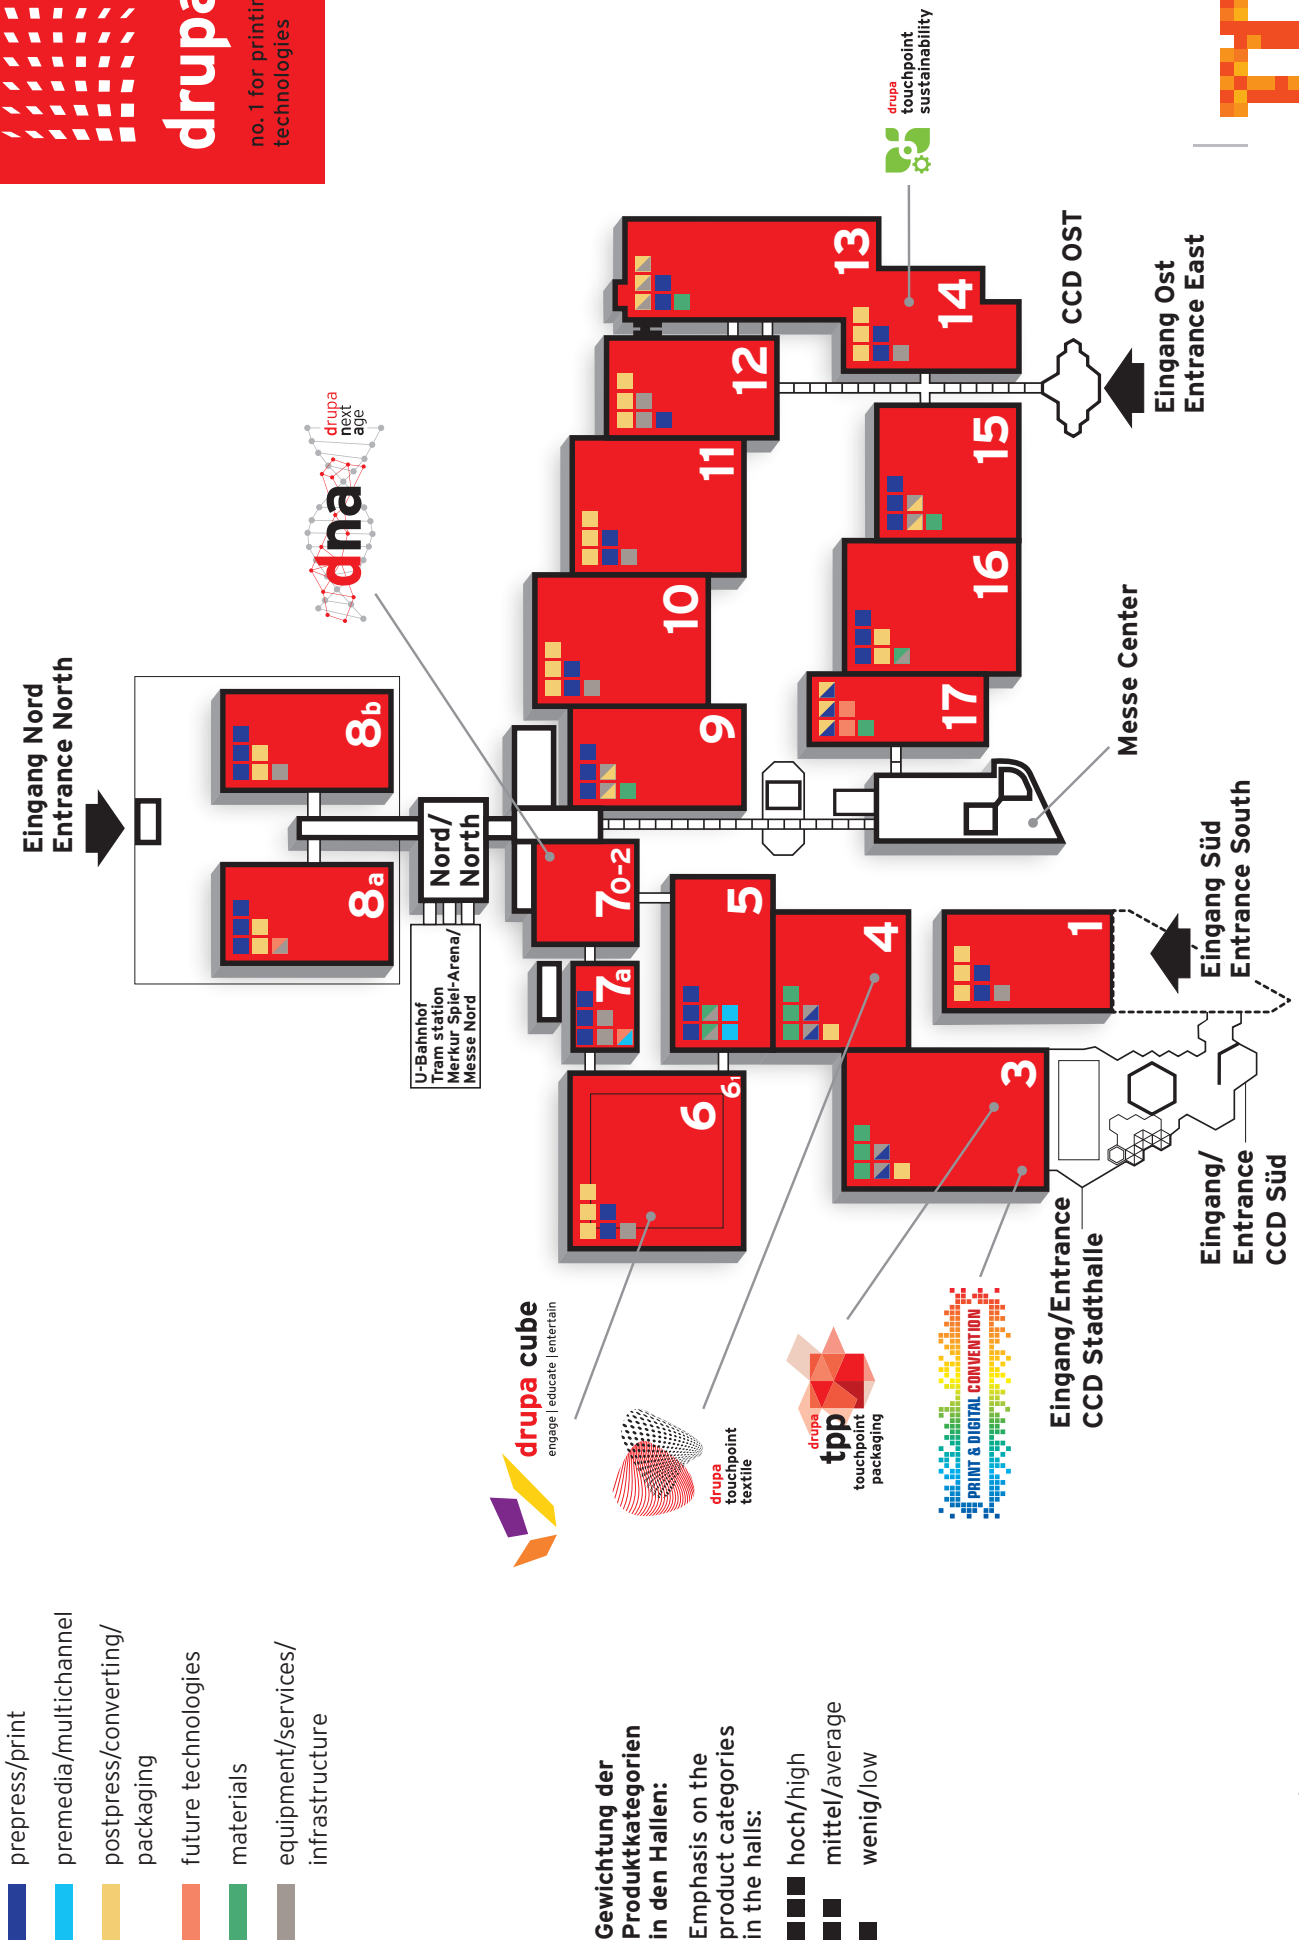 drupa
no. 1 for printin
technologies
prepress/print
premedia/multichannel
postpress/converting/
packaging
future technologies
materials
equipment/services/
infrastructure
Gewichtung der
Produktkategorien
in den Hallen:
Emphasis on the
product categories
in the halls:
hoch/high
mittel/average
wenig/low
Eingang Nord
Entrance North
8a
8b
Nord/
North
U-Bahnhof
Tram station
Merkur Spiel-Arena/
Messe Nord
dna
drupa
next
age
drupa cube
engage | educate | entertain
drupa
touchpoint
textile
drupa
tpp
touchpoint
packaging
PRINT & DIGITAL CONVENTION
6
61
7a
70-2
5
4
3
1
9
10
11
12
13
14
15
16
17
drupa
touchpoint
sustainability
CCD OST
Eingang Ost
Entrance East
Messe Center
Eingang Süd
Entrance South
Eingang/
Entrance
CCD Süd
Eingang/Entrance
CCD Stadthalle